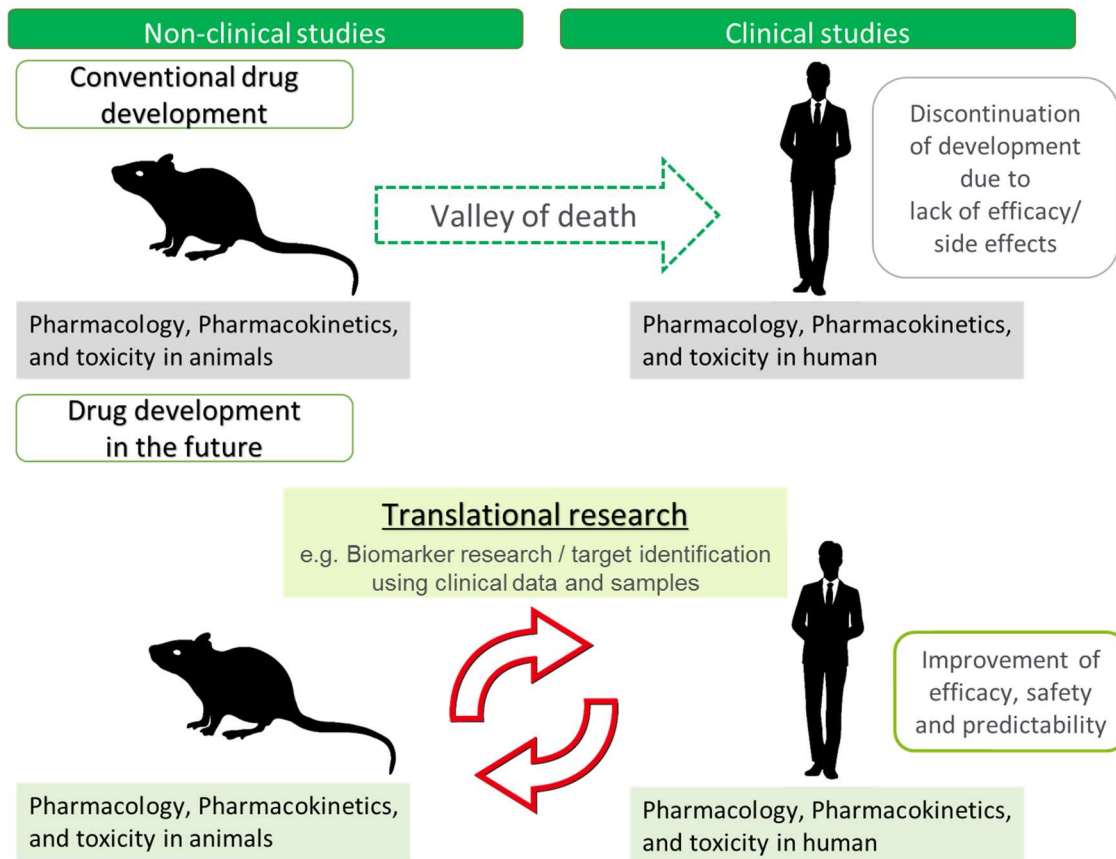 Non-clinical studies
Clinical studies
Conventional drug
development
Valley of death
Discontinuation
of development
due to
lack of efficacy/
side effects
Pharmacology, Pharmacokinetics,
and toxicity in animals
Pharmacology, Pharmacokinetics,
and toxicity in human
Drug development
in the future
Translational research
e.g. Biomarker research / target identification
using clinical data and samples
Improvement of
efficacy, safety
and predictability
Pharmacology, Pharmacokinetics,
and toxicity in animals
Pharmacology, Pharmacokinetics,
and toxicity in human